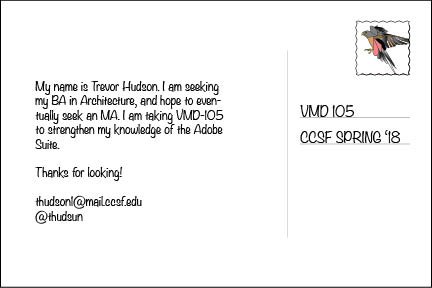 My name is Trevor Hudson. I am seeking
my BA in Architecture, and hope to even-
tually seek an MA. I am taking VMD-105
to strengthen my knowledge of the Adobe
Suite.
Thanks for looking!
thudson1@mail.ccsf.edu
@thudsun
VMD 105
CCSF SPRING '18